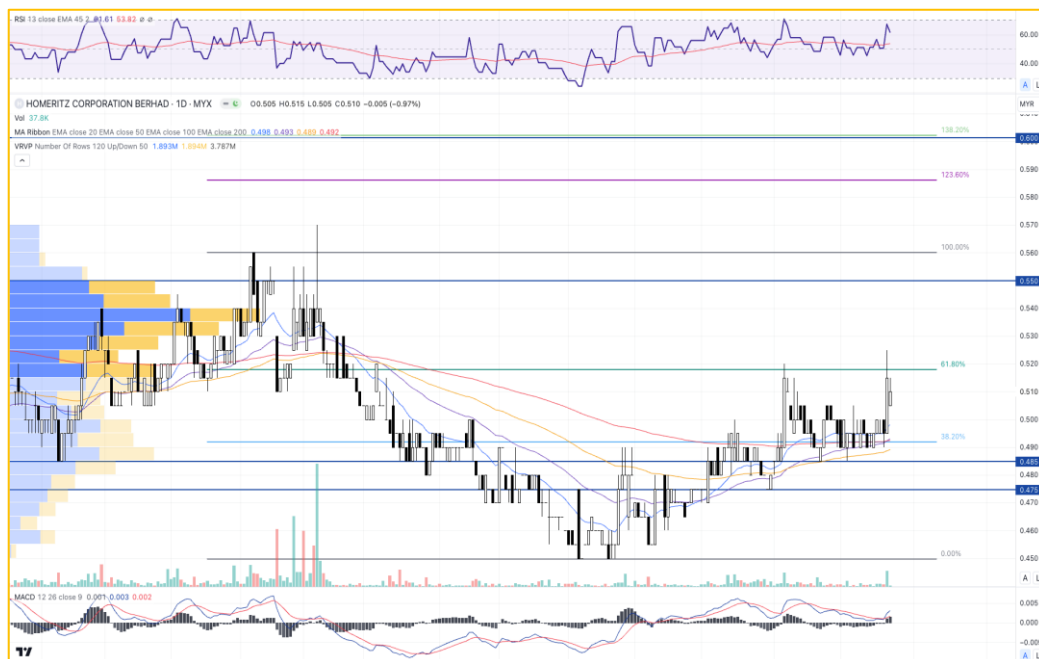 RSI 13 close EMA 45 2 61.61 53.82 ø ø
60.00
40.00
A L
HOMERITZ CORPORATION BERHAD · 1D · MYX O0.505 H0.515 L0.505 C0.510 −0.005 (−0.97%)
MYR
Vol 37.8K
MA Ribbon EMA close 20 EMA close 50 EMA close 100 EMA close 200 0.498 0.493 0.489 0.492
138.20%
0.600
VRVP Number Of Rows 120 Up/Down 50 1.893M 1.894M 3.787M
0.590
123.60%
0.570
100.00%
0.560
0.550
0.540
0.530
0.520
61.80%
0.510
0.500
38.20%
0.490
0.485
0.480
0.475
0.470
0.460
0.00%
0.450
A L
MACD 12 26 close 9 0.001 0.003 0.002
0.005
0.000
−0.005
A L